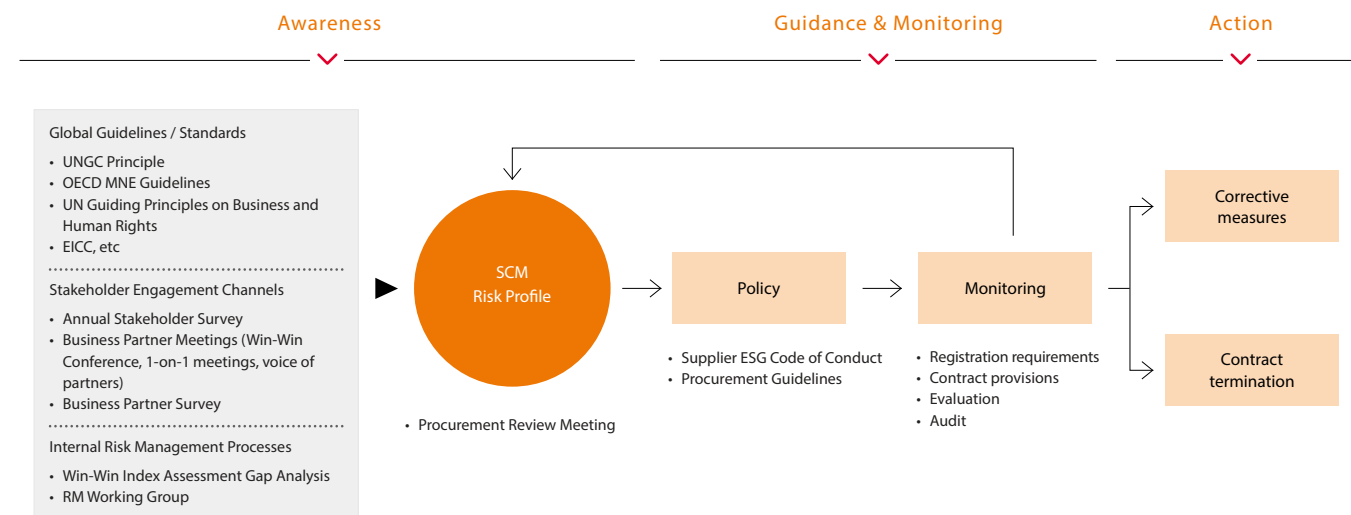 Awareness
Guidance & Monitoring
Action
Global Guidelines / Standards
• UNGC Principle
• OECD MNE Guidelines
• UN Guiding Principles on Business and
Human Rights
• EICC, etc
Stakeholder Engagement Channels
• Annual Stakeholder Survey
• Business Partner Meetings (Win-Win
Conference, 1-on-1 meetings, voice of
partners)
• Business Partner Survey
Internal Risk Management Processes
• Win-Win Index Assessment Gap Analysis
• RM Working Group
SCM
Risk Profile
• Procurement Review Meeting
Policy
• Supplier ESG Code of Conduct
• Procurement Guidelines
Monitoring
• Registration requirements
• Contract provisions
• Evaluation
• Audit
Corrective
measures
Contract
termination